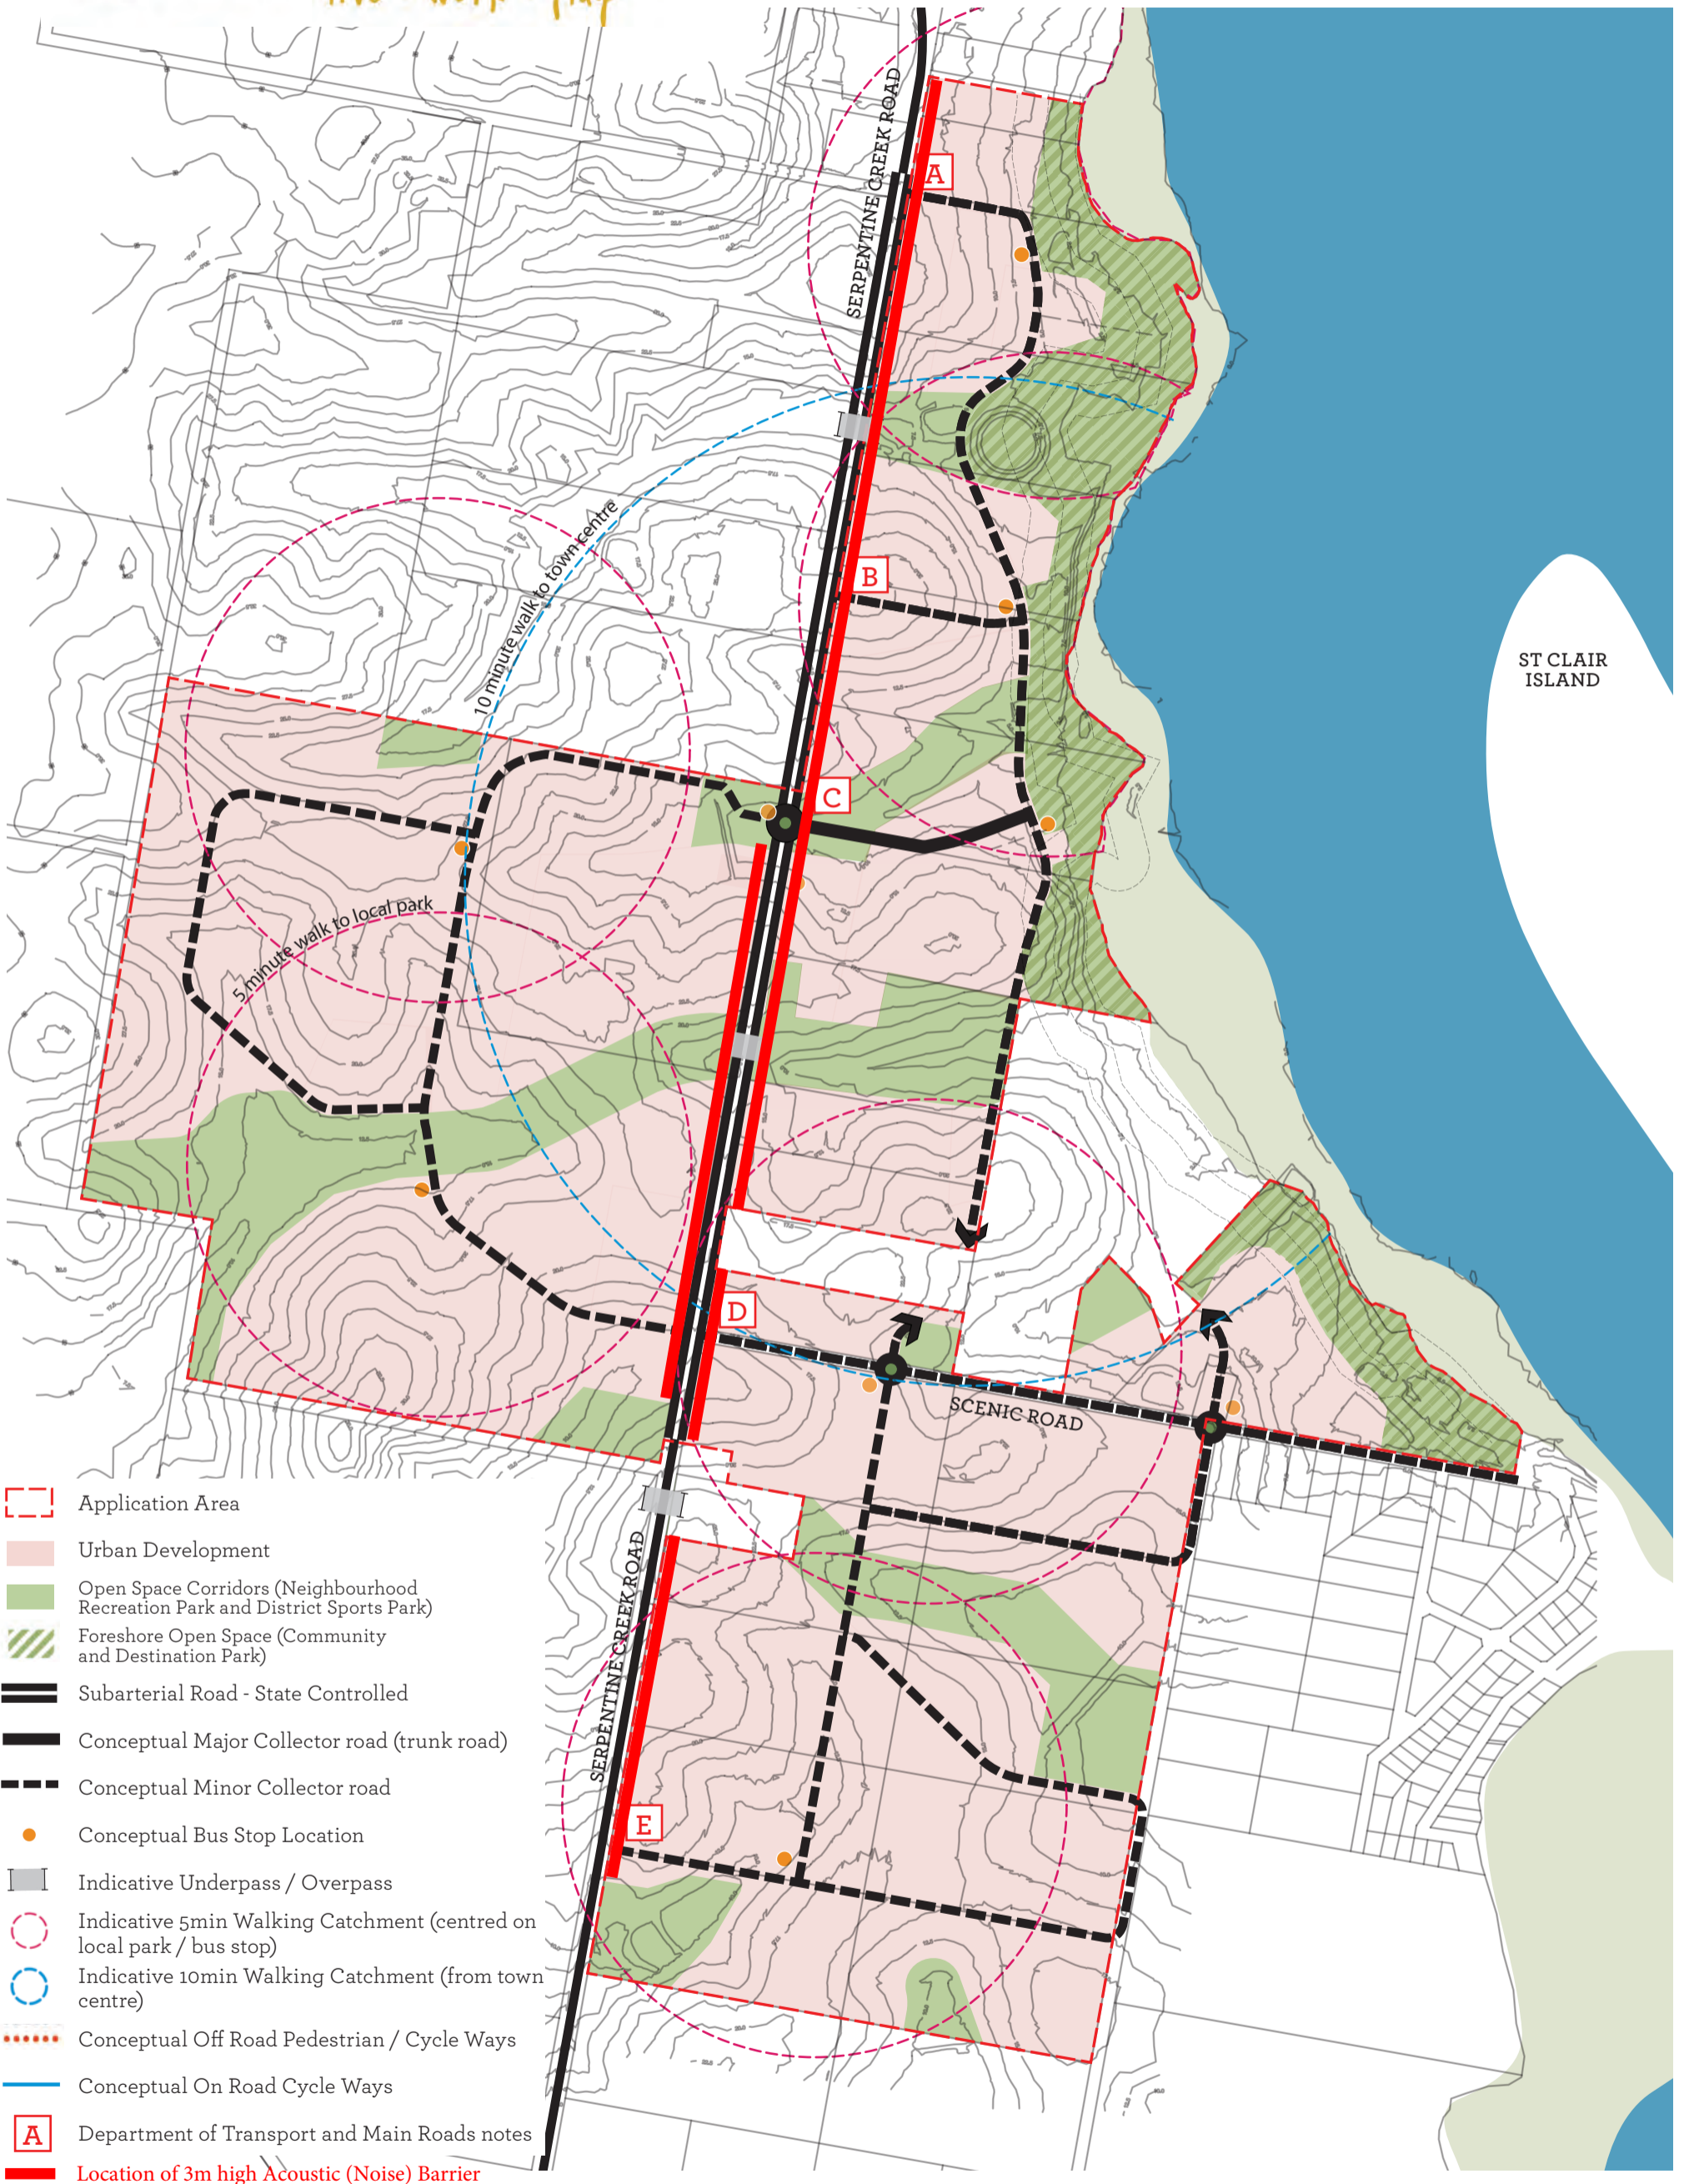 SERPENTINE CREEK ROAD
A
10 minute walk to town centre
B
ST CLAIR
ISLAND
C
5 minute walk to local park
D
SCENIC ROAD
SERPENTINE CREEK ROAD
E
Application Area
Urban Development
Open Space Corridors (Neighbourhood
Recreation Park and District Sports Park)
Foreshore Open Space (Community
and Destination Park)
Subarterial Road - State Controlled
Conceptual Major Collector road (trunk road)
Conceptual Minor Collector road
Conceptual Bus Stop Location
Indicative Underpass / Overpass
Indicative 5min Walking Catchment (centred on
local park / bus stop)
Indicative 10min Walking Catchment (from town
centre)
Conceptual Off Road Pedestrian / Cycle Ways
Conceptual On Road Cycle Ways
A Department of Transport and Main Roads notes
Location of 3m high Acoustic (Noise) Barrier